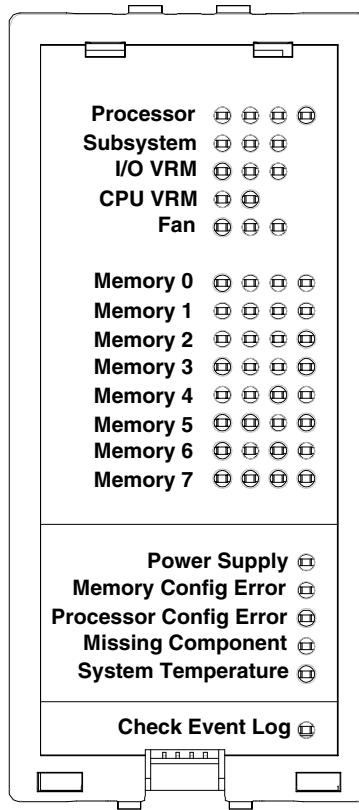 Processor
Subsystem
I/O VRM
CPU VRM
Fan
Memory 0
Memory 1
Memory 2
Memory 3
Memory 4
Memory 5
Memory 6
Memory 7
Power Supply
Memory Config Error
Processor Config Error
Missing Component
System Temperature
Check Event Log